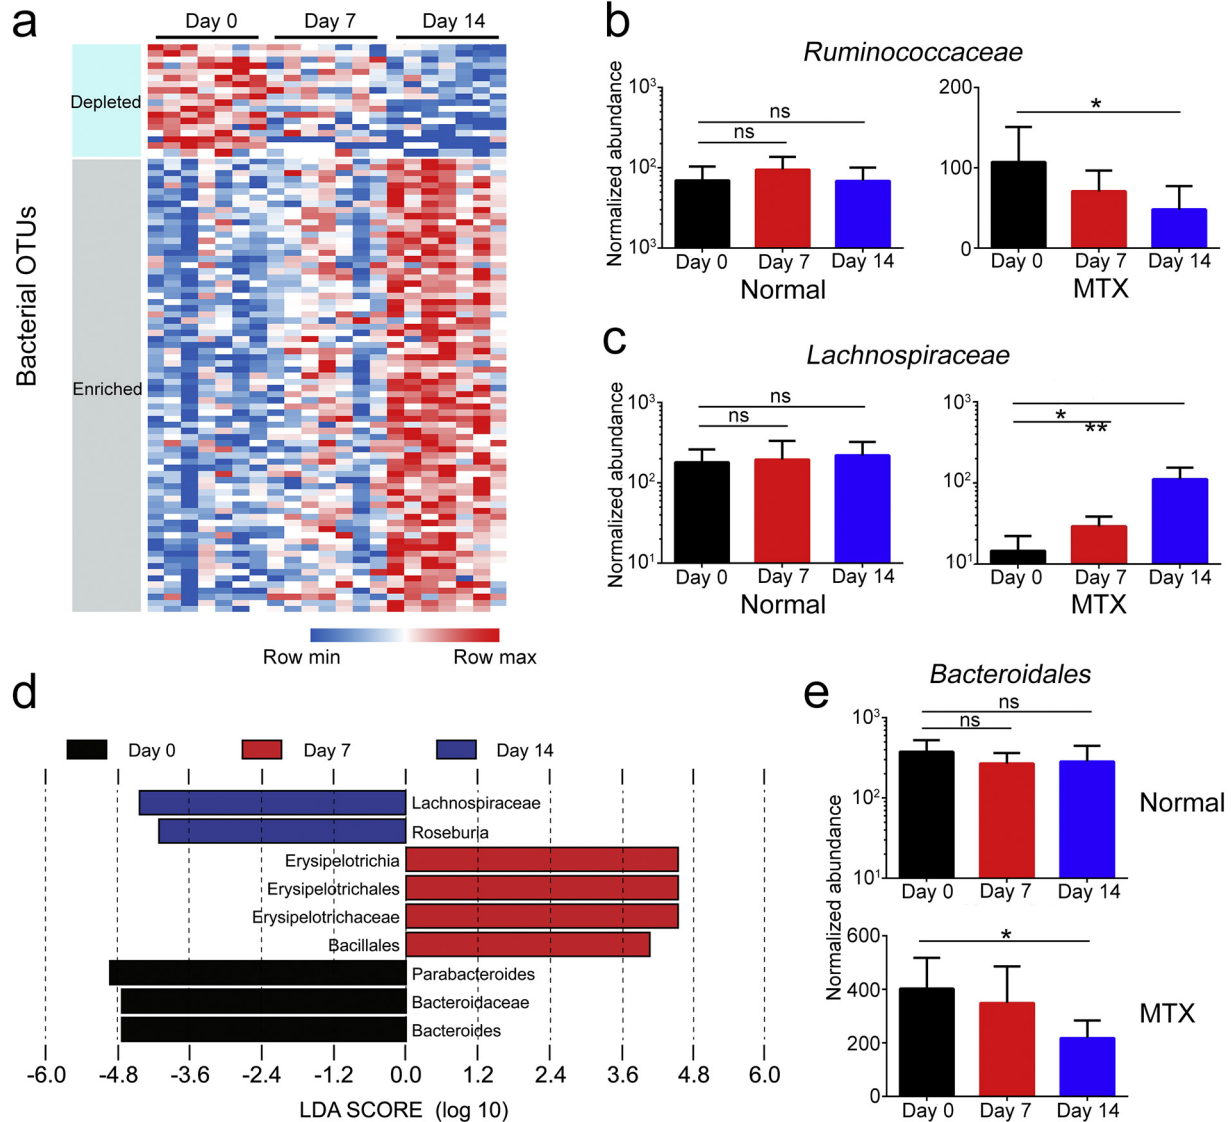 a
Day 0 Day 7 Day 14
Depleted
Enriched
Bacterial OTUs
Row min Row max
b
Ruminococcaceae
Normalized abundance
10³
10²
10³
ns
ns
Day 0 Day 7 Day 14
Normal
200
100
0
*
Day 0 Day 7 Day 14
MTX
c
Lachnospiraceae
Normalized abundance
10³
10²
10¹
ns
ns
Day 0 Day 7 Day 14
Normal
10³
10²
10¹
*
**
Day 0 Day 7 Day 14
MTX
d
Day 0 Day 7 Day 14
Lachnospiraceae
Roseburia
Erysipelotrichia
Erysipelotrichales
Erysipelotrichaceae
Bacillales
Parabacteroides
Bacteroidaceae
Bacteroides
-6.0 -4.8 -3.6 -2.4 -1.2 0.0 1.2 2.4 3.6 4.8 6.0
LDA SCORE (log 10)
e
Bacteroidales
Normalized abundance
ns
ns
10³
10²
10¹
Day 0 Day 7 Day 14
Normal
600
400
200
0
*
Day 0 Day 7 Day 14
MTX